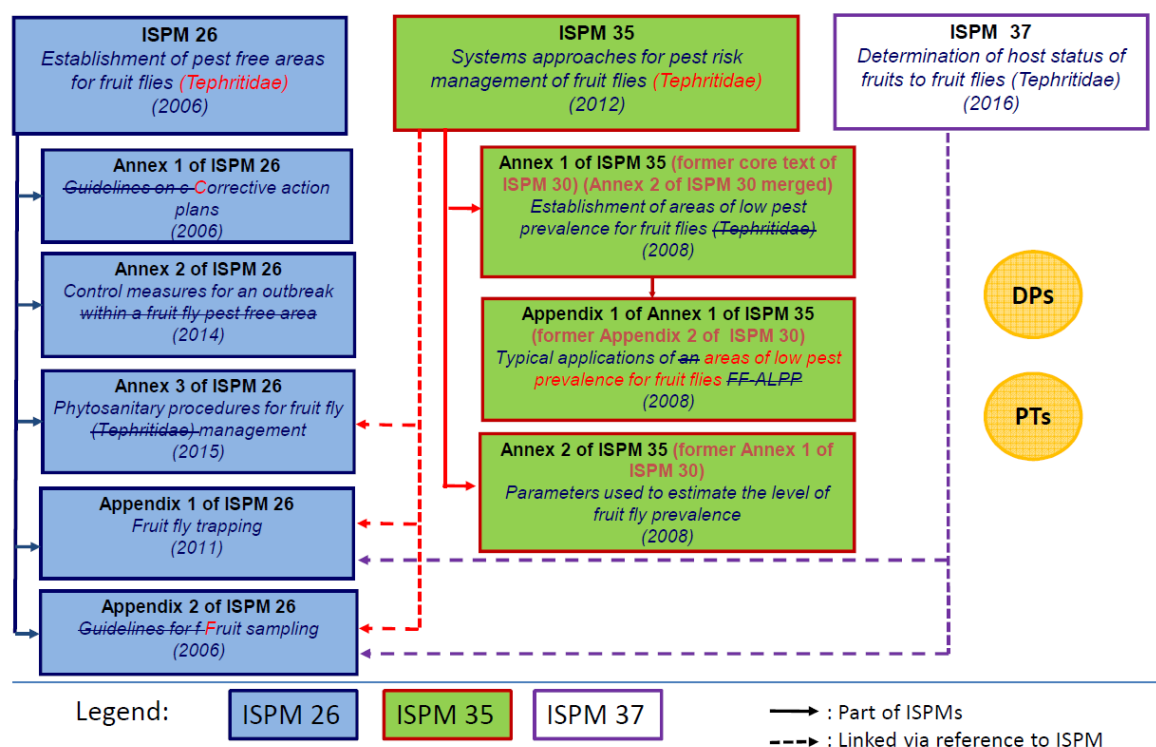 ISPM 26
Establishment of pest free areas
for fruit flies (Tephritidae)
(2006)
Annex 1 of ISPM 26
Guidelines on c Corrective action
plans
(2006)
Annex 2 of ISPM 26
Control measures for an outbreak
within a fruit fly pest free area
(2014)
Annex 3 of ISPM 26
Phytosanitary procedures for fruit fly
(Tephritidae) management
(2015)
Appendix 1 of ISPM 26
Fruit fly trapping
(2011)
Appendix 2 of ISPM 26
Guidelines for f Fruit sampling
(2006)
ISPM 35
Systems approaches for pest risk
management of fruit flies (Tephritidae)
(2012)
Annex 1 of ISPM 35 (former core text of
ISPM 30) (Annex 2 of ISPM 30 merged)
Establishment of areas of low pest
prevalence for fruit flies (Tephritidae)
(2008)
Appendix 1 of Annex 1 of ISPM 35
(former Appendix 2 of ISPM 30)
Typical applications of an areas of low pest
prevalence for fruit flies FF-ALPP
(2008)
Annex 2 of ISPM 35 (former Annex 1 of
ISPM 30)
Parameters used to estimate the level of
fruit fly prevalence
(2008)
ISPM 37
Determination of host status of
fruits to fruit flies (Tephritidae)
(2016)
DPs
PTs
Legend:
ISPM 26
ISPM 35
ISPM 37
: Part of ISPMs
: Linked via reference to ISPM